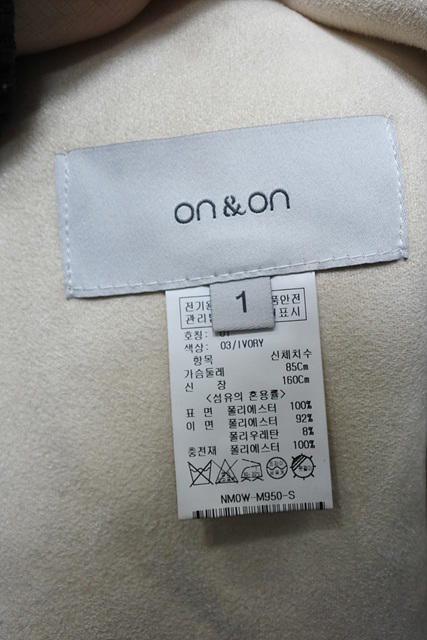 on&on
1
전기용 품안전
관리 표시
호칭: 01
색상: 03/IVORY
항목 신체치수
가슴둘레 85Cm
신 장 160Cm
<섬유의 혼용률>
표 면 폴리에스터 100%
이 면 폴리에스터 92%
폴리우레탄 8%
충전재 폴리에스터 100%
NMOW-M950-S